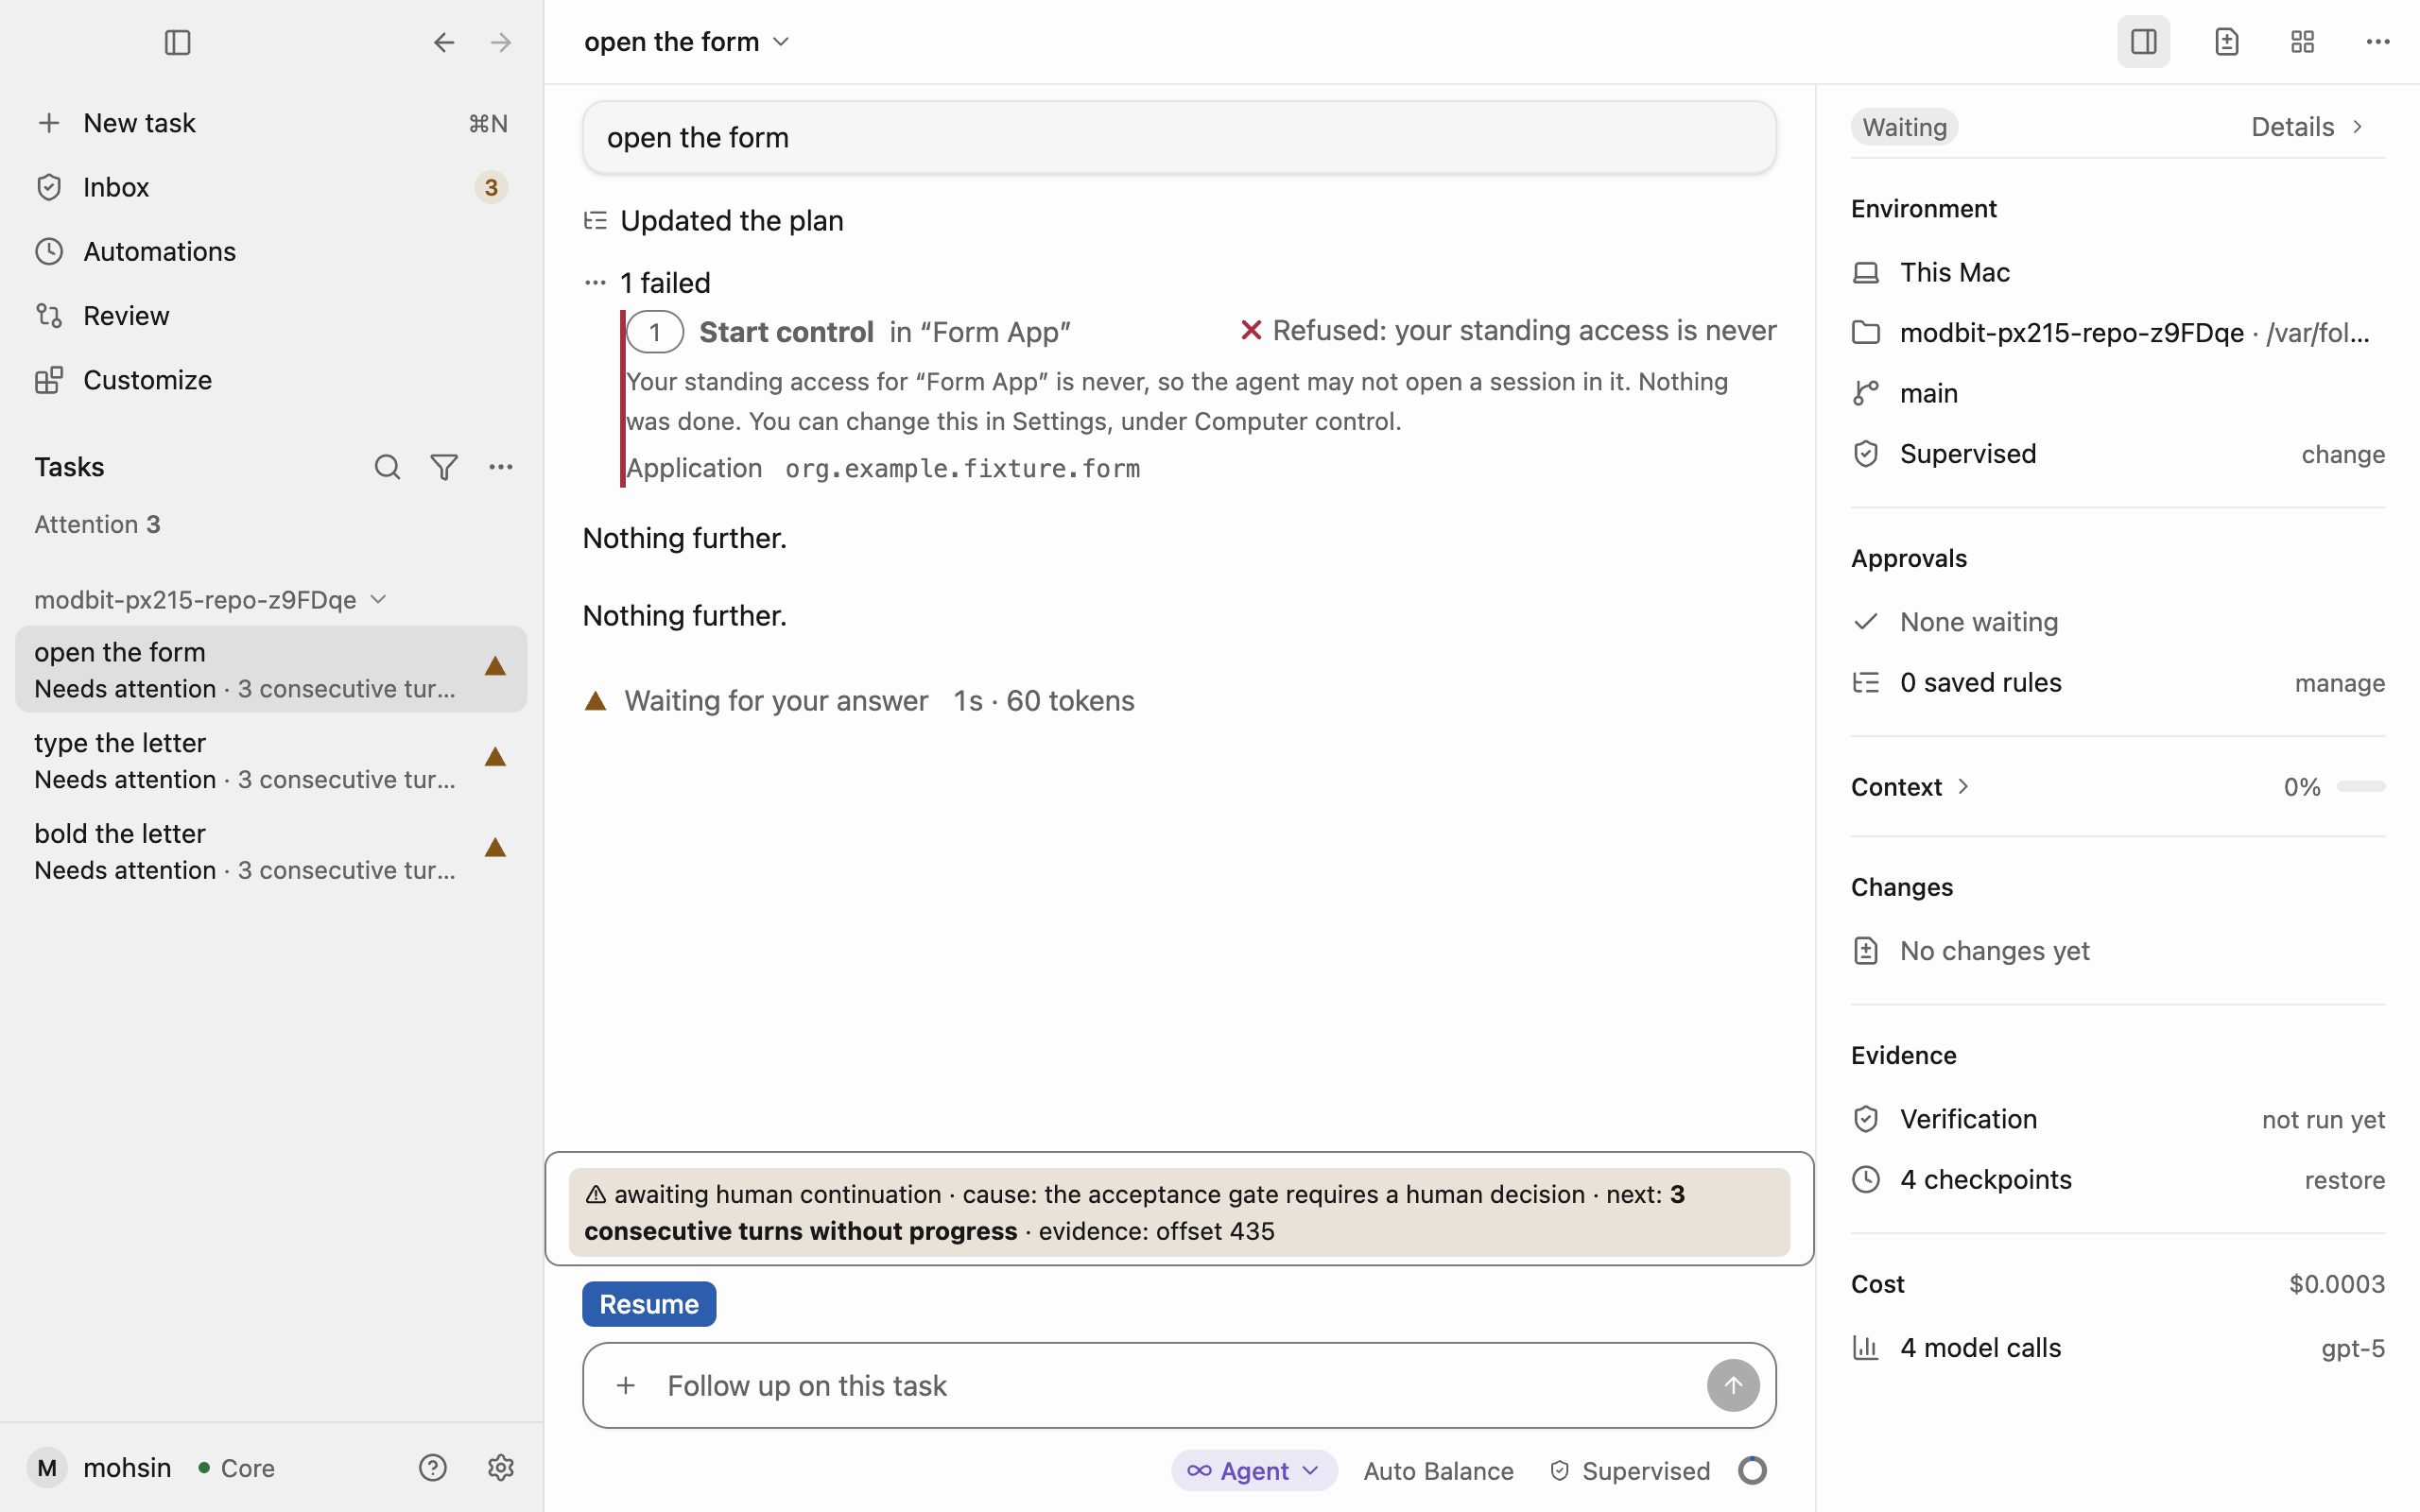 open the form
New task ⌘N
Inbox 3
Automations
Review
Customize
Tasks
Attention 3
modbit-px215-repo-z9FDqe
open the form
Needs attention · 3 consecutive tur...
type the letter
Needs attention · 3 consecutive tur...
bold the letter
Needs attention · 3 consecutive tur...
M mohsin Core
open the form
Updated the plan
1 failed
1 Start control in “Form App” Refused: your standing access is never
Your standing access for “Form App” is never, so the agent may not open a session in it. Nothing
was done. You can change this in Settings, under Computer control.
Application org.example.fixture.form
Nothing further.
Nothing further.
Waiting for your answer 1s · 60 tokens
awaiting human continuation · cause: the acceptance gate requires a human decision · next: 3
consecutive turns without progress · evidence: offset 435
Resume
Follow up on this task
Agent Auto Balance Supervised
Waiting Details
Environment
This Mac
modbit-px215-repo-z9FDqe · /var/fol...
main
Supervised change
Approvals
None waiting
0 saved rules manage
Context 0%
Changes
No changes yet
Evidence
Verification not run yet
4 checkpoints restore
Cost $0.0003
4 model calls gpt-5